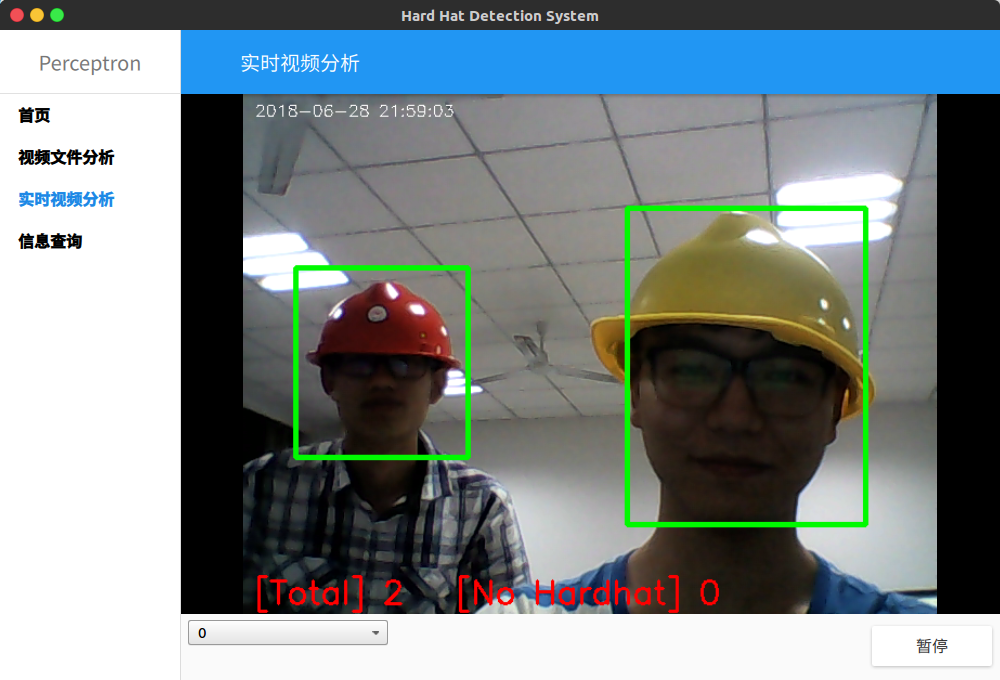 Hard Hat Detection System
Perceptron
实时视频分析
首页
视频文件分析
实时视频分析
信息查询
2018-06-28 21:59:03
[Total] 2 [No Hardhat] 0
0
暂停